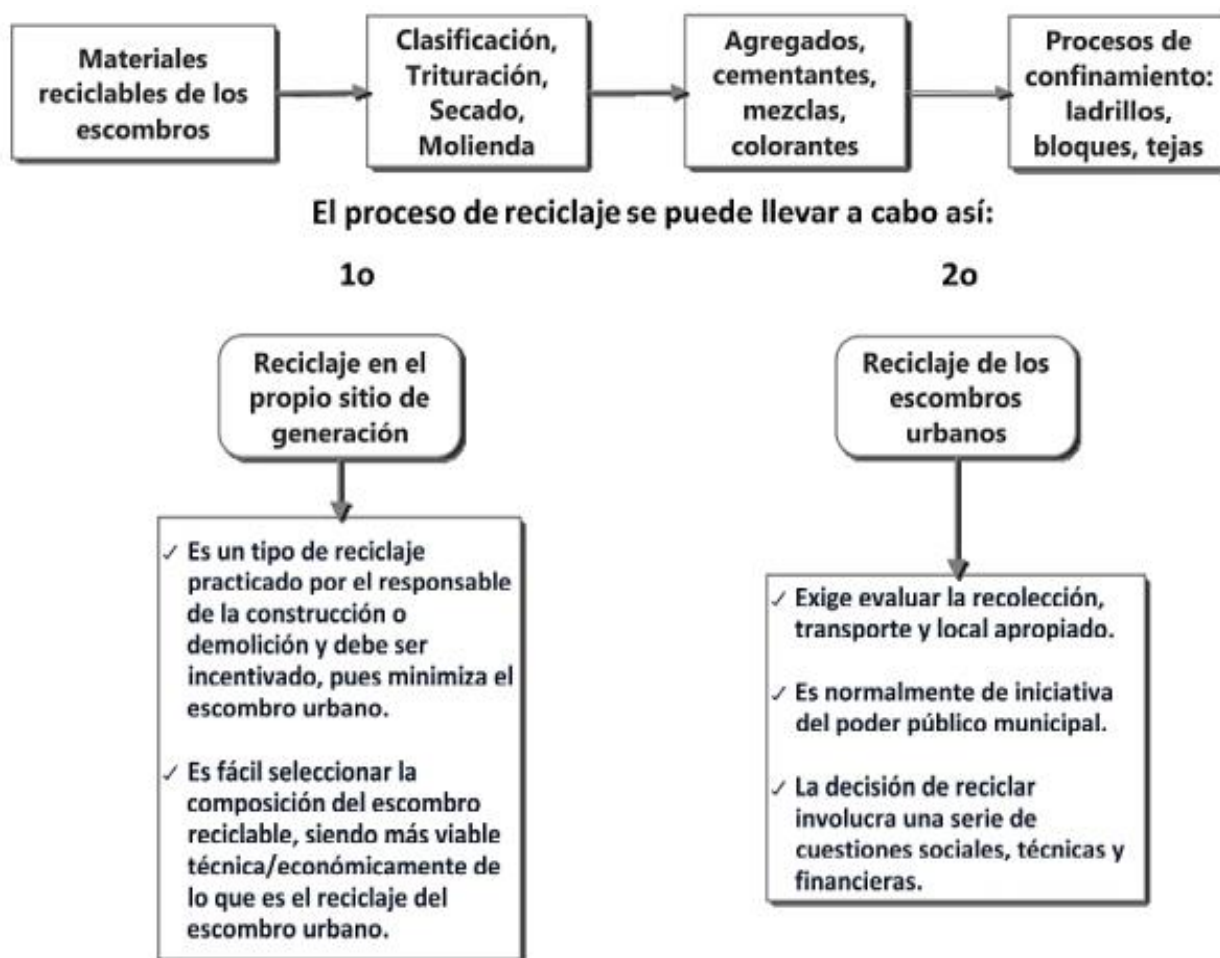 Materiales
reciclables de los
escombros
Clasificación,
Trituración,
Secado,
Molienda
Agregados,
cementantes,
mezclas,
colorantes
Procesos de
confinamiento:
ladrillos,
bloques, tejas
El proceso de reciclaje se puede llevar a cabo así:
1o
2o
Reciclaje en el
propio sitio de
generación
Reciclaje de los
escombros
urbanos
✓ Es un tipo de reciclaje
practicado por el responsable
de la construcción o
demolición y debe ser
incentivado, pues minimiza el
escombro urbano.
✓ Es fácil seleccionar la
composición del escombro
reciclable, siendo más viable
técnica/económicamente de
lo que es el reciclaje del
escombro urbano.
✓ Exige evaluar la recolección,
transporte y local apropiado.
✓ Es normalmente de iniciativa
del poder público municipal.
✓ La decisión de reciclar
involucra una serie de
cuestiones sociales, técnicas y
financieras.